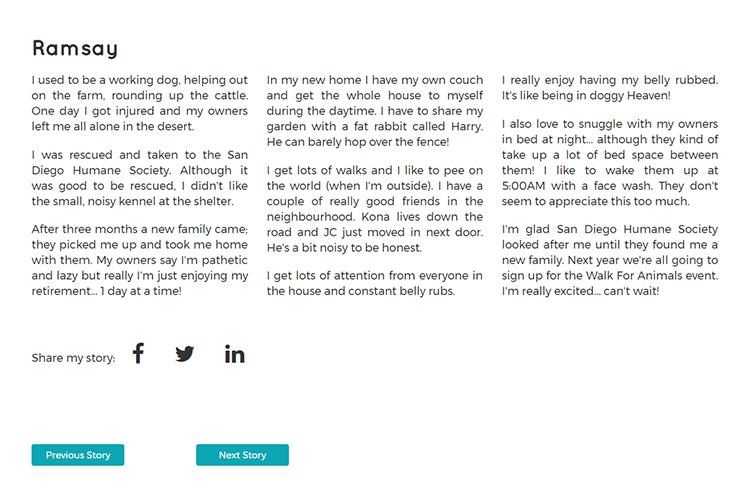 Ramsay
I used to be a working dog, helping out
on the farm, rounding up the cattle.
One day I got injured and my owners
left me all alone in the desert.
I was rescued and taken to the San
Diego Humane Society. Although it
was good to be rescued, I didn't like
the small, noisy kennel at the shelter.
After three months a new family came;
they picked me up and took me home
with them. My owners say I'm pathetic
and lazy but really I'm just enjoying my
retirement... 1 day at a time!
In my new home I have my own couch
and get the whole house to myself
during the daytime. I have to share my
garden with a fat rabbit called Harry.
He can barely hop over the fence!
I get lots of walks and I like to pee on
the world (when I'm outside). I have a
couple of really good friends in the
neighbourhood. Kona lives down the
road and JC just moved in next door.
He's a bit noisy to be honest.
I get lots of attention from everyone in
the house and constant belly rubs.
I really enjoy having my belly rubbed.
It's like being in doggy Heaven!
I also love to snuggle with my owners
in bed at night... although they kind of
take up a lot of bed space between
them! I like to wake them up at
5:00AM with a face wash. They don't
seem to appreciate this too much.
I'm glad San Diego Humane Society
looked after me until they found me a
new family. Next year we're all going to
sign up for the Walk For Animals event.
I'm really excited... can't wait!
Share my story:
Previous Story
Next Story